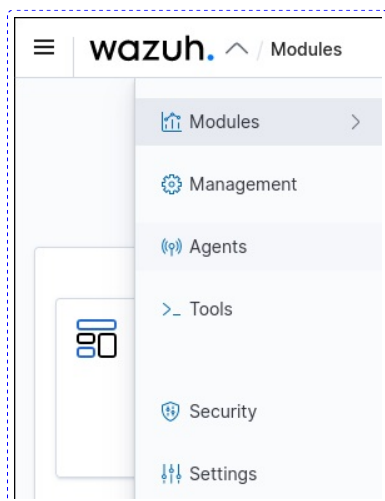 wazuh. / Modules
Modules
Management
Agents
Tools
Security
Settings